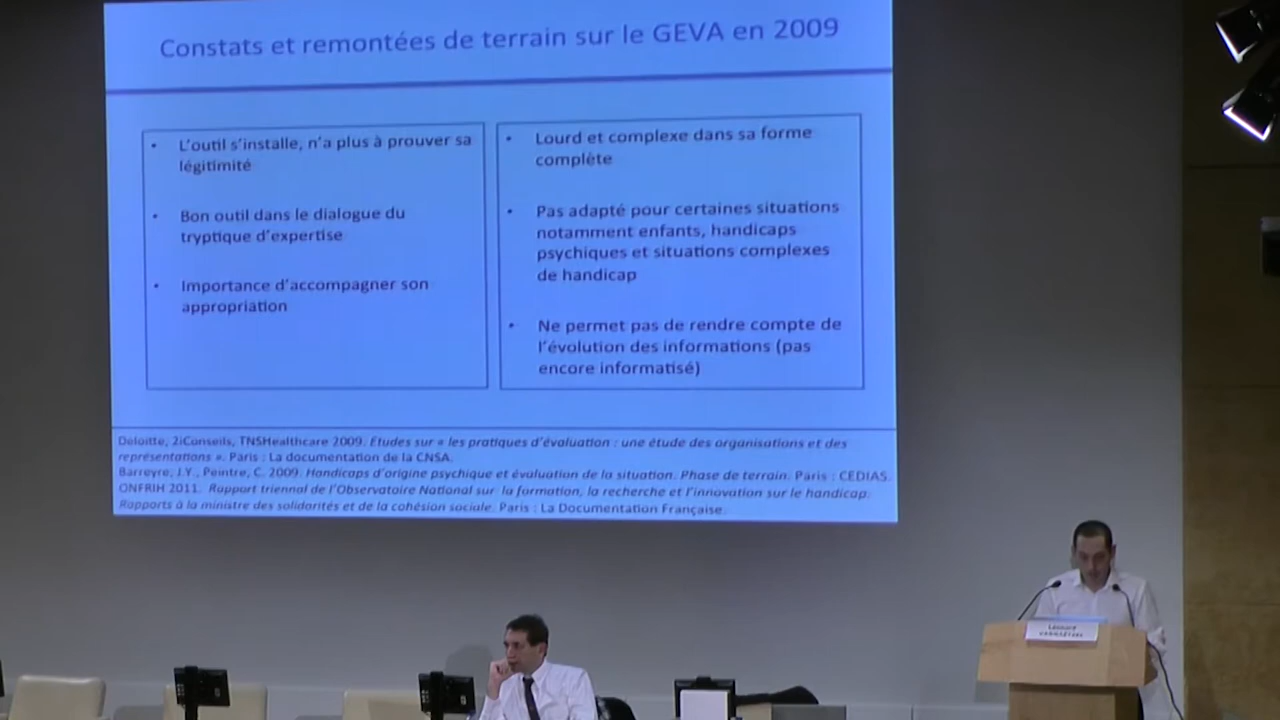 Constats et remontées de terrain sur le GEVA en 2009
• L'outil s'installe, n'a plus à prouver sa
légitimité
• Bon outil dans le dialogue du
tryptique d'expertise
• Importance d'accompagner son
appropriation
• Lourd et complexe dans sa forme
complète
• Pas adapté pour certaines situations
notamment enfants, handicaps
psychiques et situations complexes
de handicap
• Ne permet pas de rendre compte de
l'évolution des informations (pas
encore informatisé)
Deloitte, 2iConseils, TNSHealthcare 2009. Etudes sur « les pratiques d'évaluation : une étude des organisations et des
représentations ». Paris : La documentation de la CNSA.
Barreyre, J.Y., Peintre, C. 2009. Handicaps d'origine psychique et évaluation de la situation. Phase de terrain. Paris : CEDIAS.
ONFRIH 2011. Rapport triennal de l'Observatoire National sur la formation, la recherche et l'innovation sur le handicap.
Rapports à la ministre des solidarités et de la cohésion sociale. Paris : La Documentation Française.